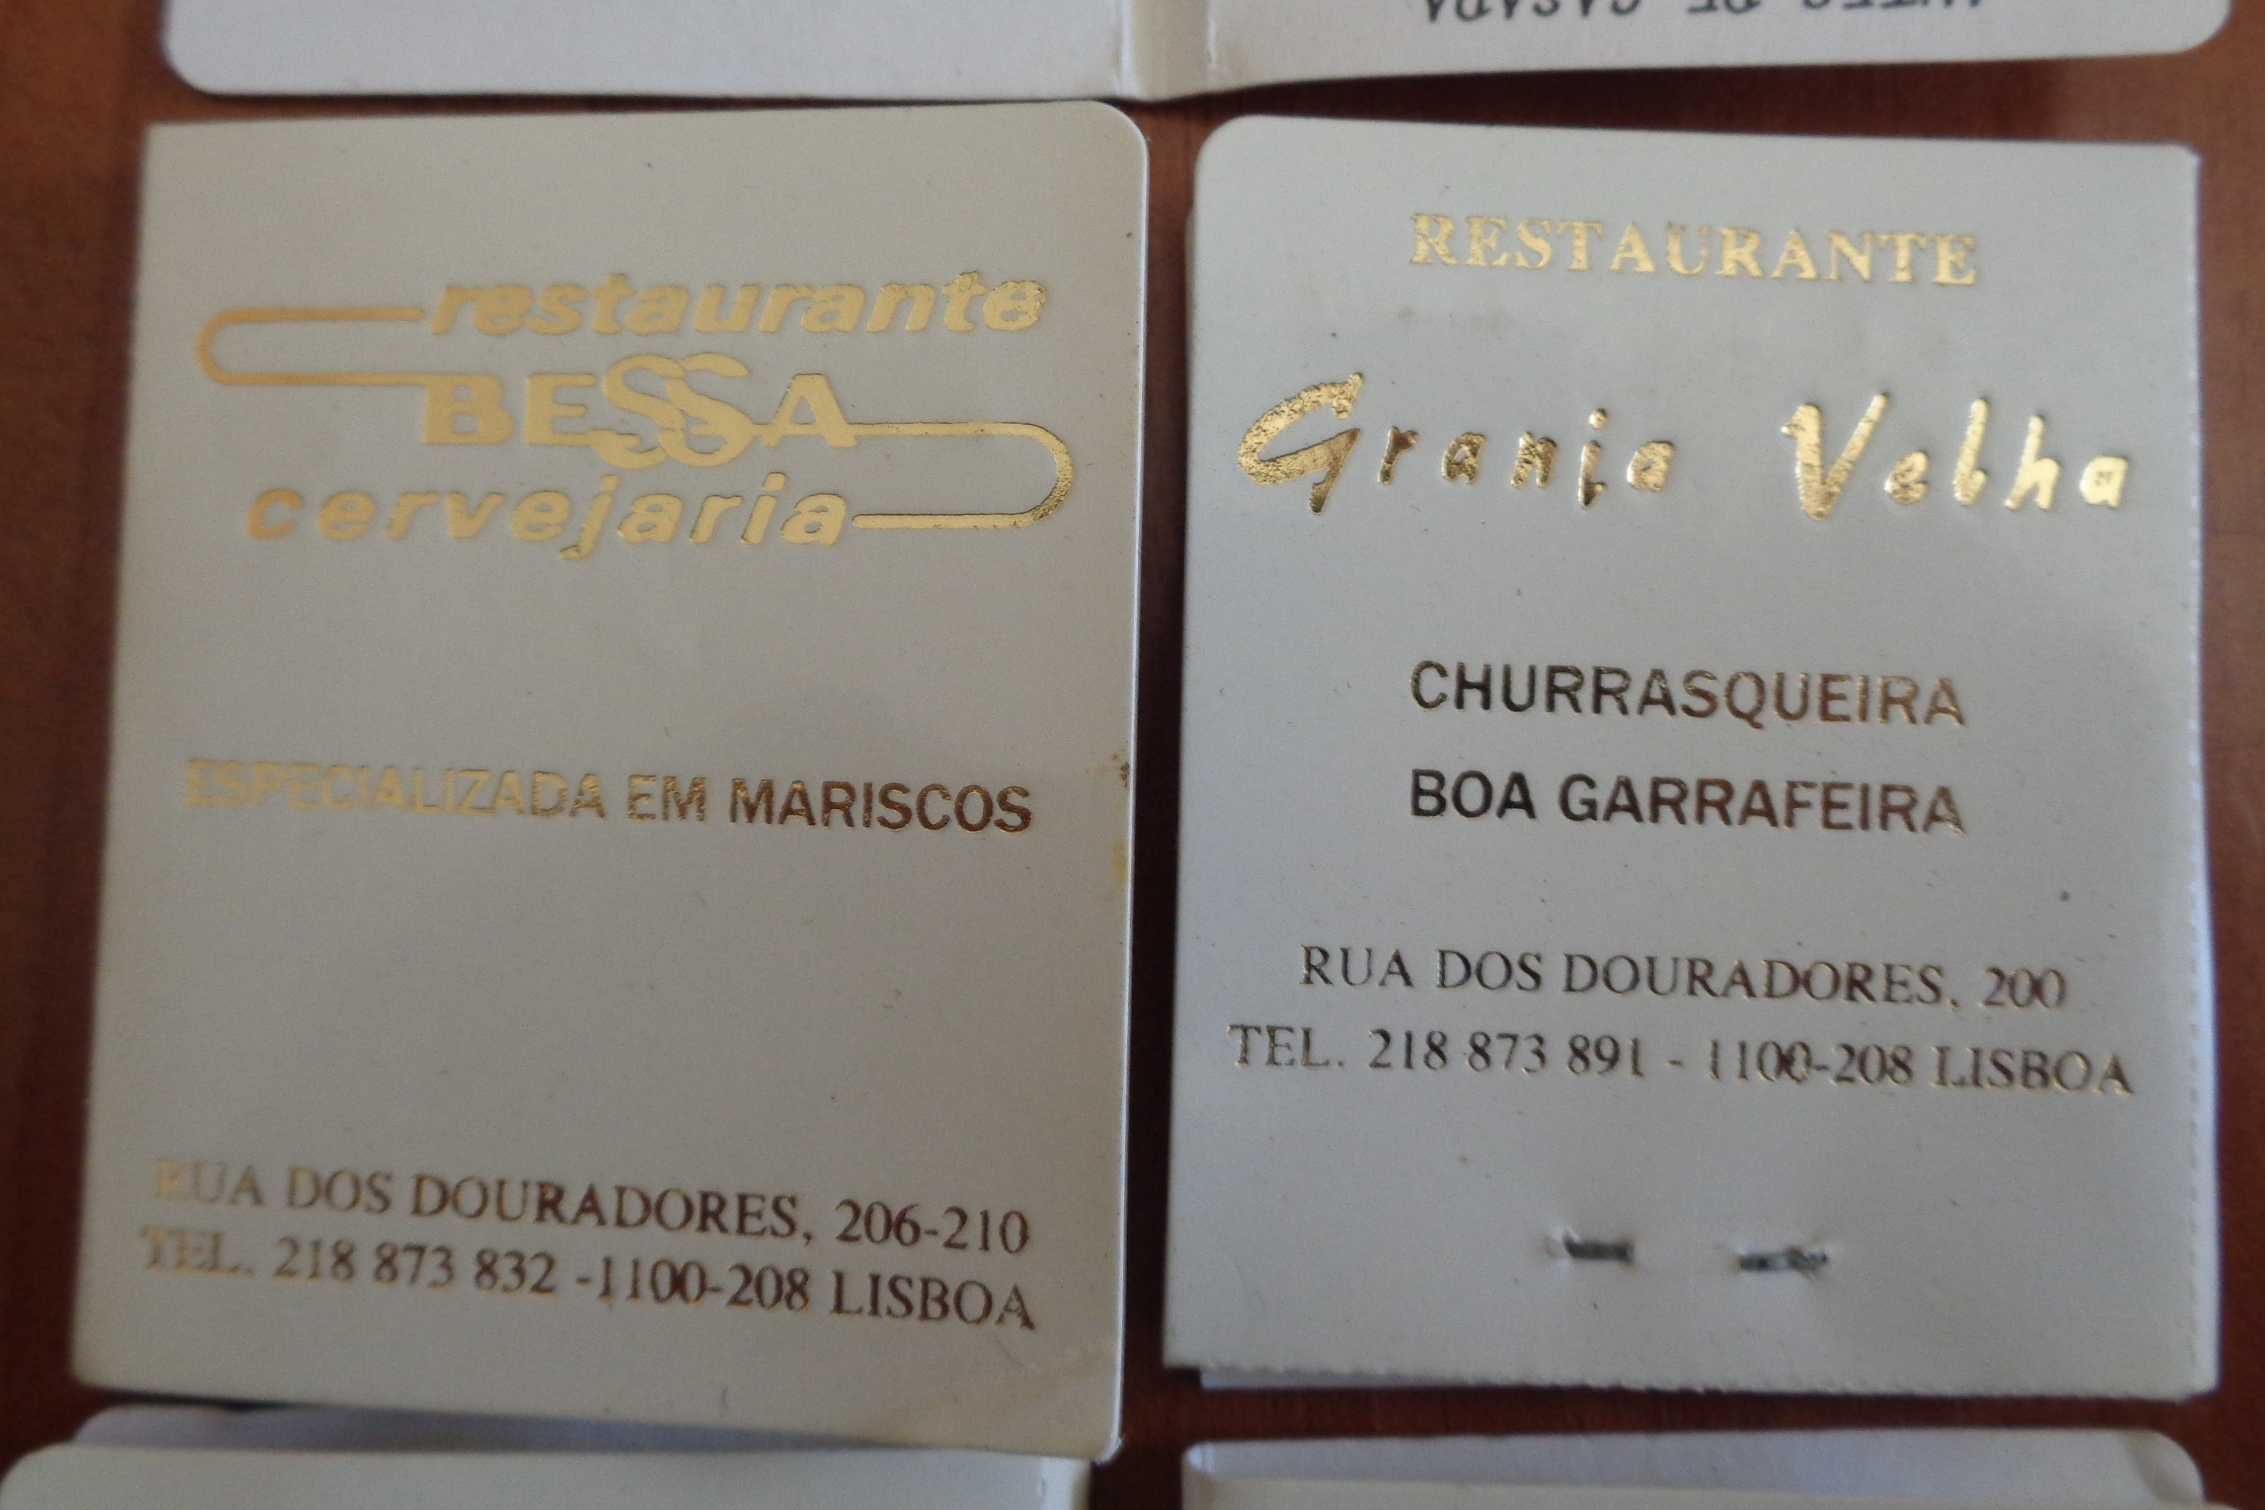 restaurante
BESSA
cervejaria
ESPECIALIZADA EM MARISCOS
RUA DOS DOURADORES, 206-210
TEL. 218 873 832 -1100-208 LISBOA
RESTAURANTE
Granja Velha
CHURRASQUEIRA
BOA GARRAFEIRA
RUA DOS DOURADORES, 200
TEL. 218 873 891 - 1100-208 LISBOA